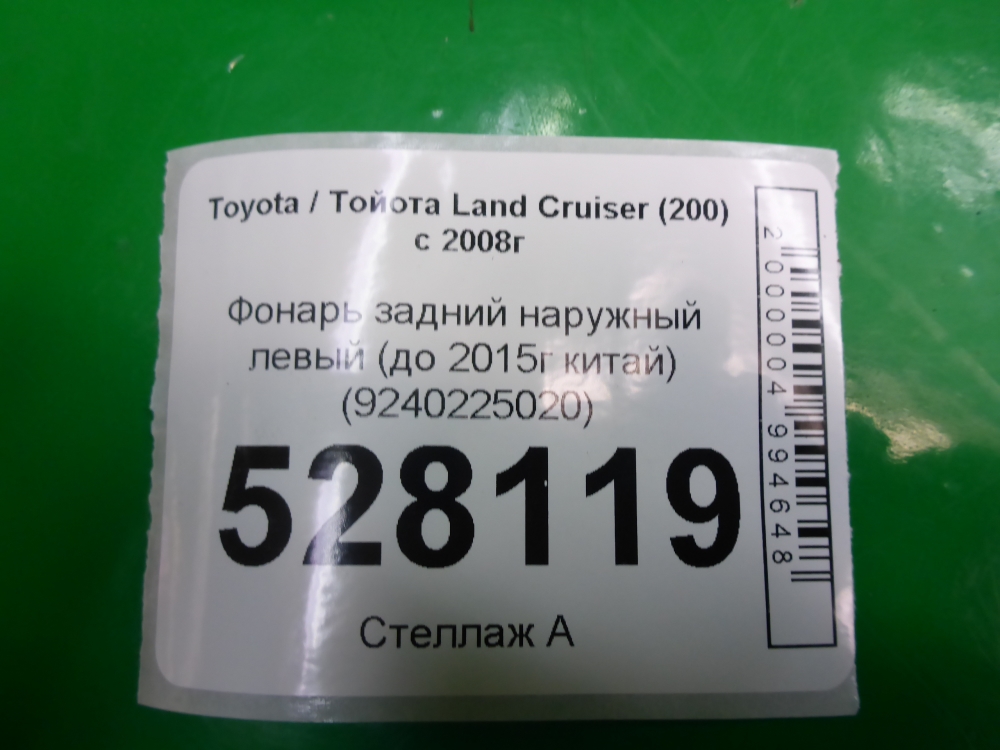 Toyota / Тойота Land Cruiser (200)
с 2008г
Фонарь задний наружный
левый (до 2015г китай)
(9240225020)
528119
Стеллаж А
2000004994648